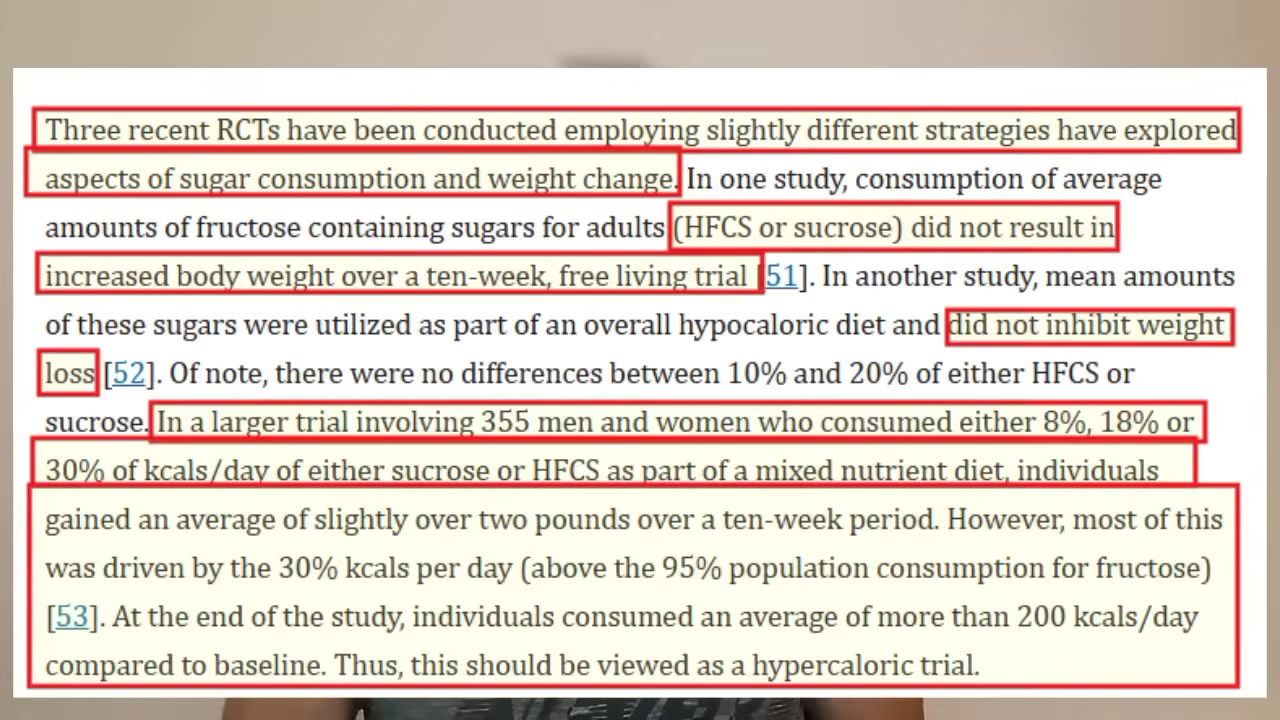 Three recent RCTs have been conducted employing slightly different strategies have explored
aspects of sugar consumption and weight change. In one study, consumption of average
amounts of fructose containing sugars for adults (HFCS or sucrose) did not result in
increased body weight over a ten-week, free living trial [51]. In another study, mean amounts
of these sugars were utilized as part of an overall hypocaloric diet and did not inhibit weight
loss [52]. Of note, there were no differences between 10% and 20% of either HFCS or
sucrose. In a larger trial involving 355 men and women who consumed either 8%, 18% or
30% of kcals/day of either sucrose or HFCS as part of a mixed nutrient diet, individuals
gained an average of slightly over two pounds over a ten-week period. However, most of this
was driven by the 30% kcals per day (above the 95% population consumption for fructose)
[53]. At the end of the study, individuals consumed an average of more than 200 kcals/day
compared to baseline. Thus, this should be viewed as a hypercaloric trial.